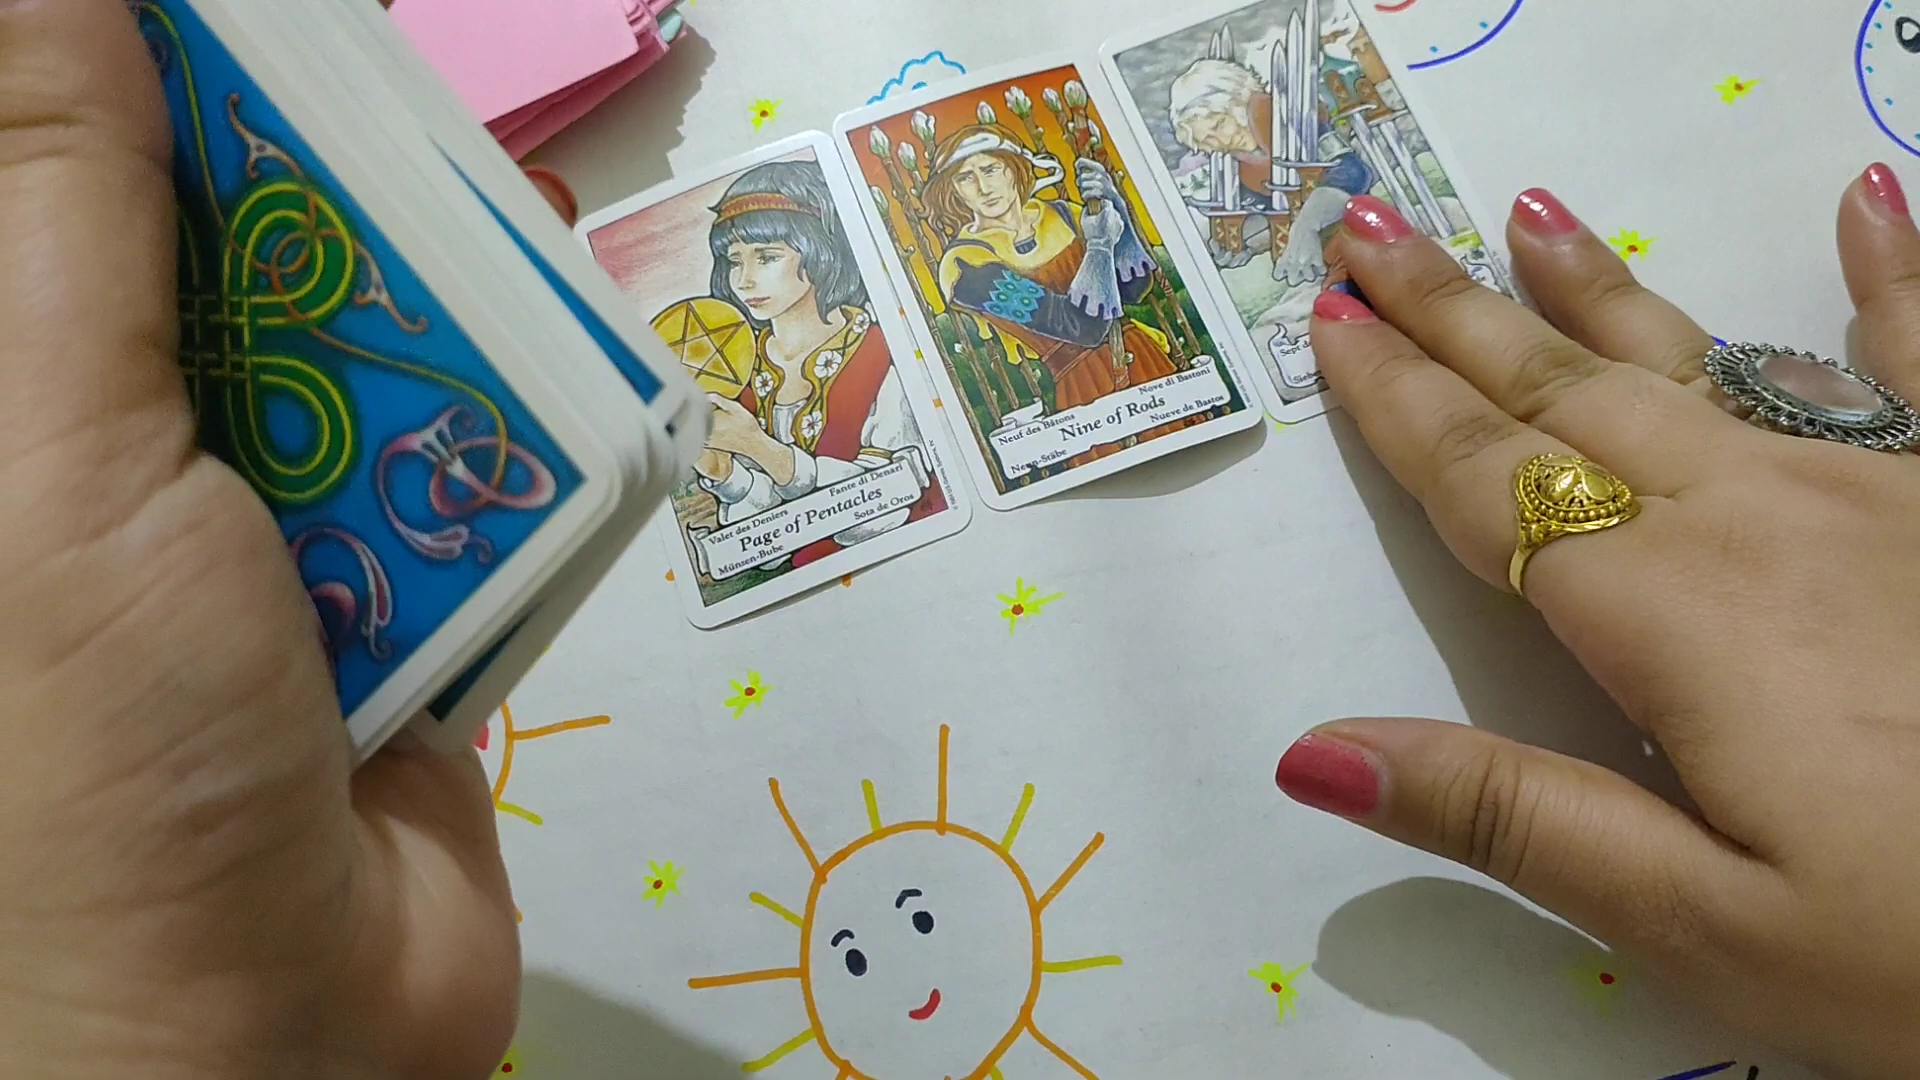 Valet des Deniers
Fante di Denari
Page of Pentacles
Münzen-Bube
Sota de Oros
Neuf des Bâtons
Nove di Bastoni
Nine of Rods
Neun-Stäbe
Nueve de Bastos
Sept